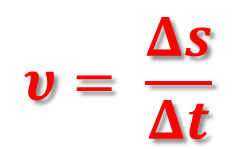 υ = Δs / Δt